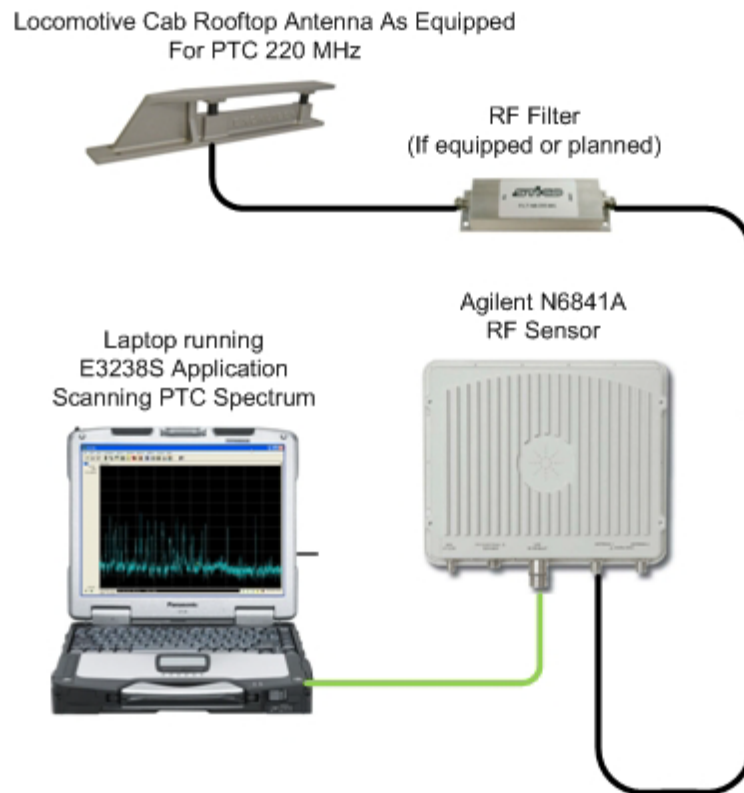 Locomotive Cab Rooftop Antenna As Equipped
For PTC 220 MHz
RF Filter
(If equipped or planned)
Agilent N6841A
RF Sensor
Laptop running
E3238S Application
Scanning PTC Spectrum
Panasonic